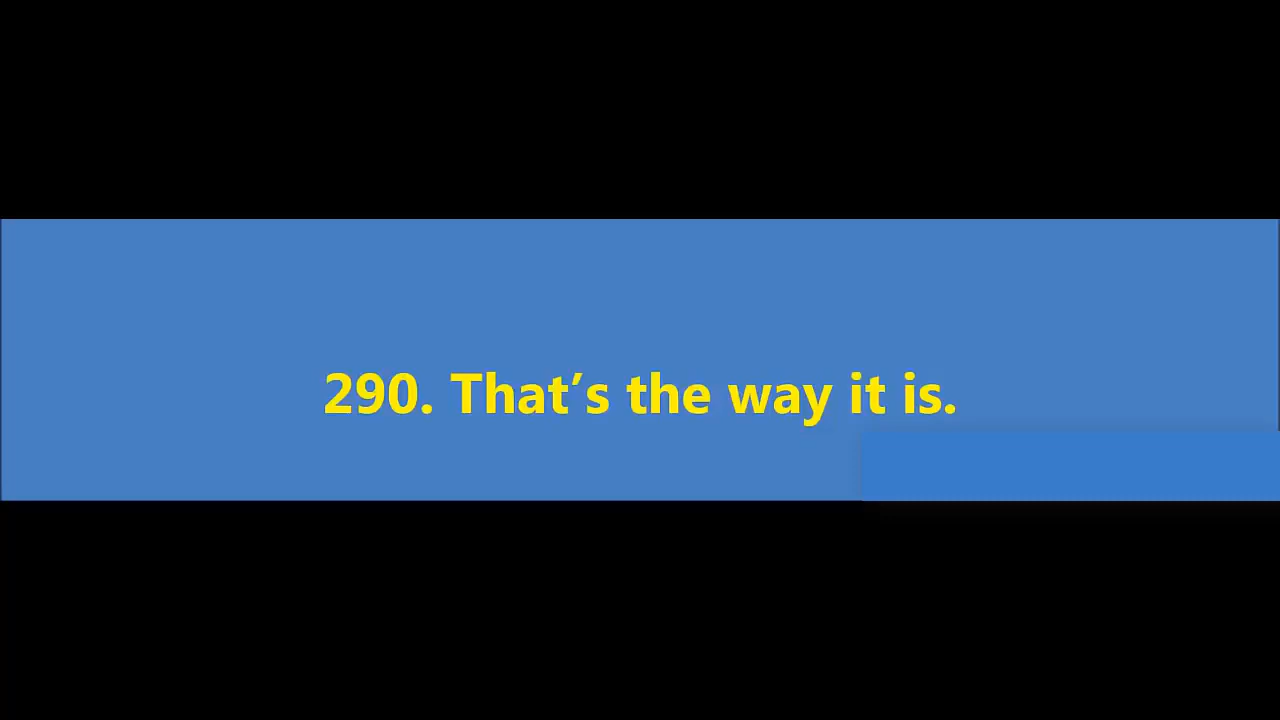 290. That’s the way it is.